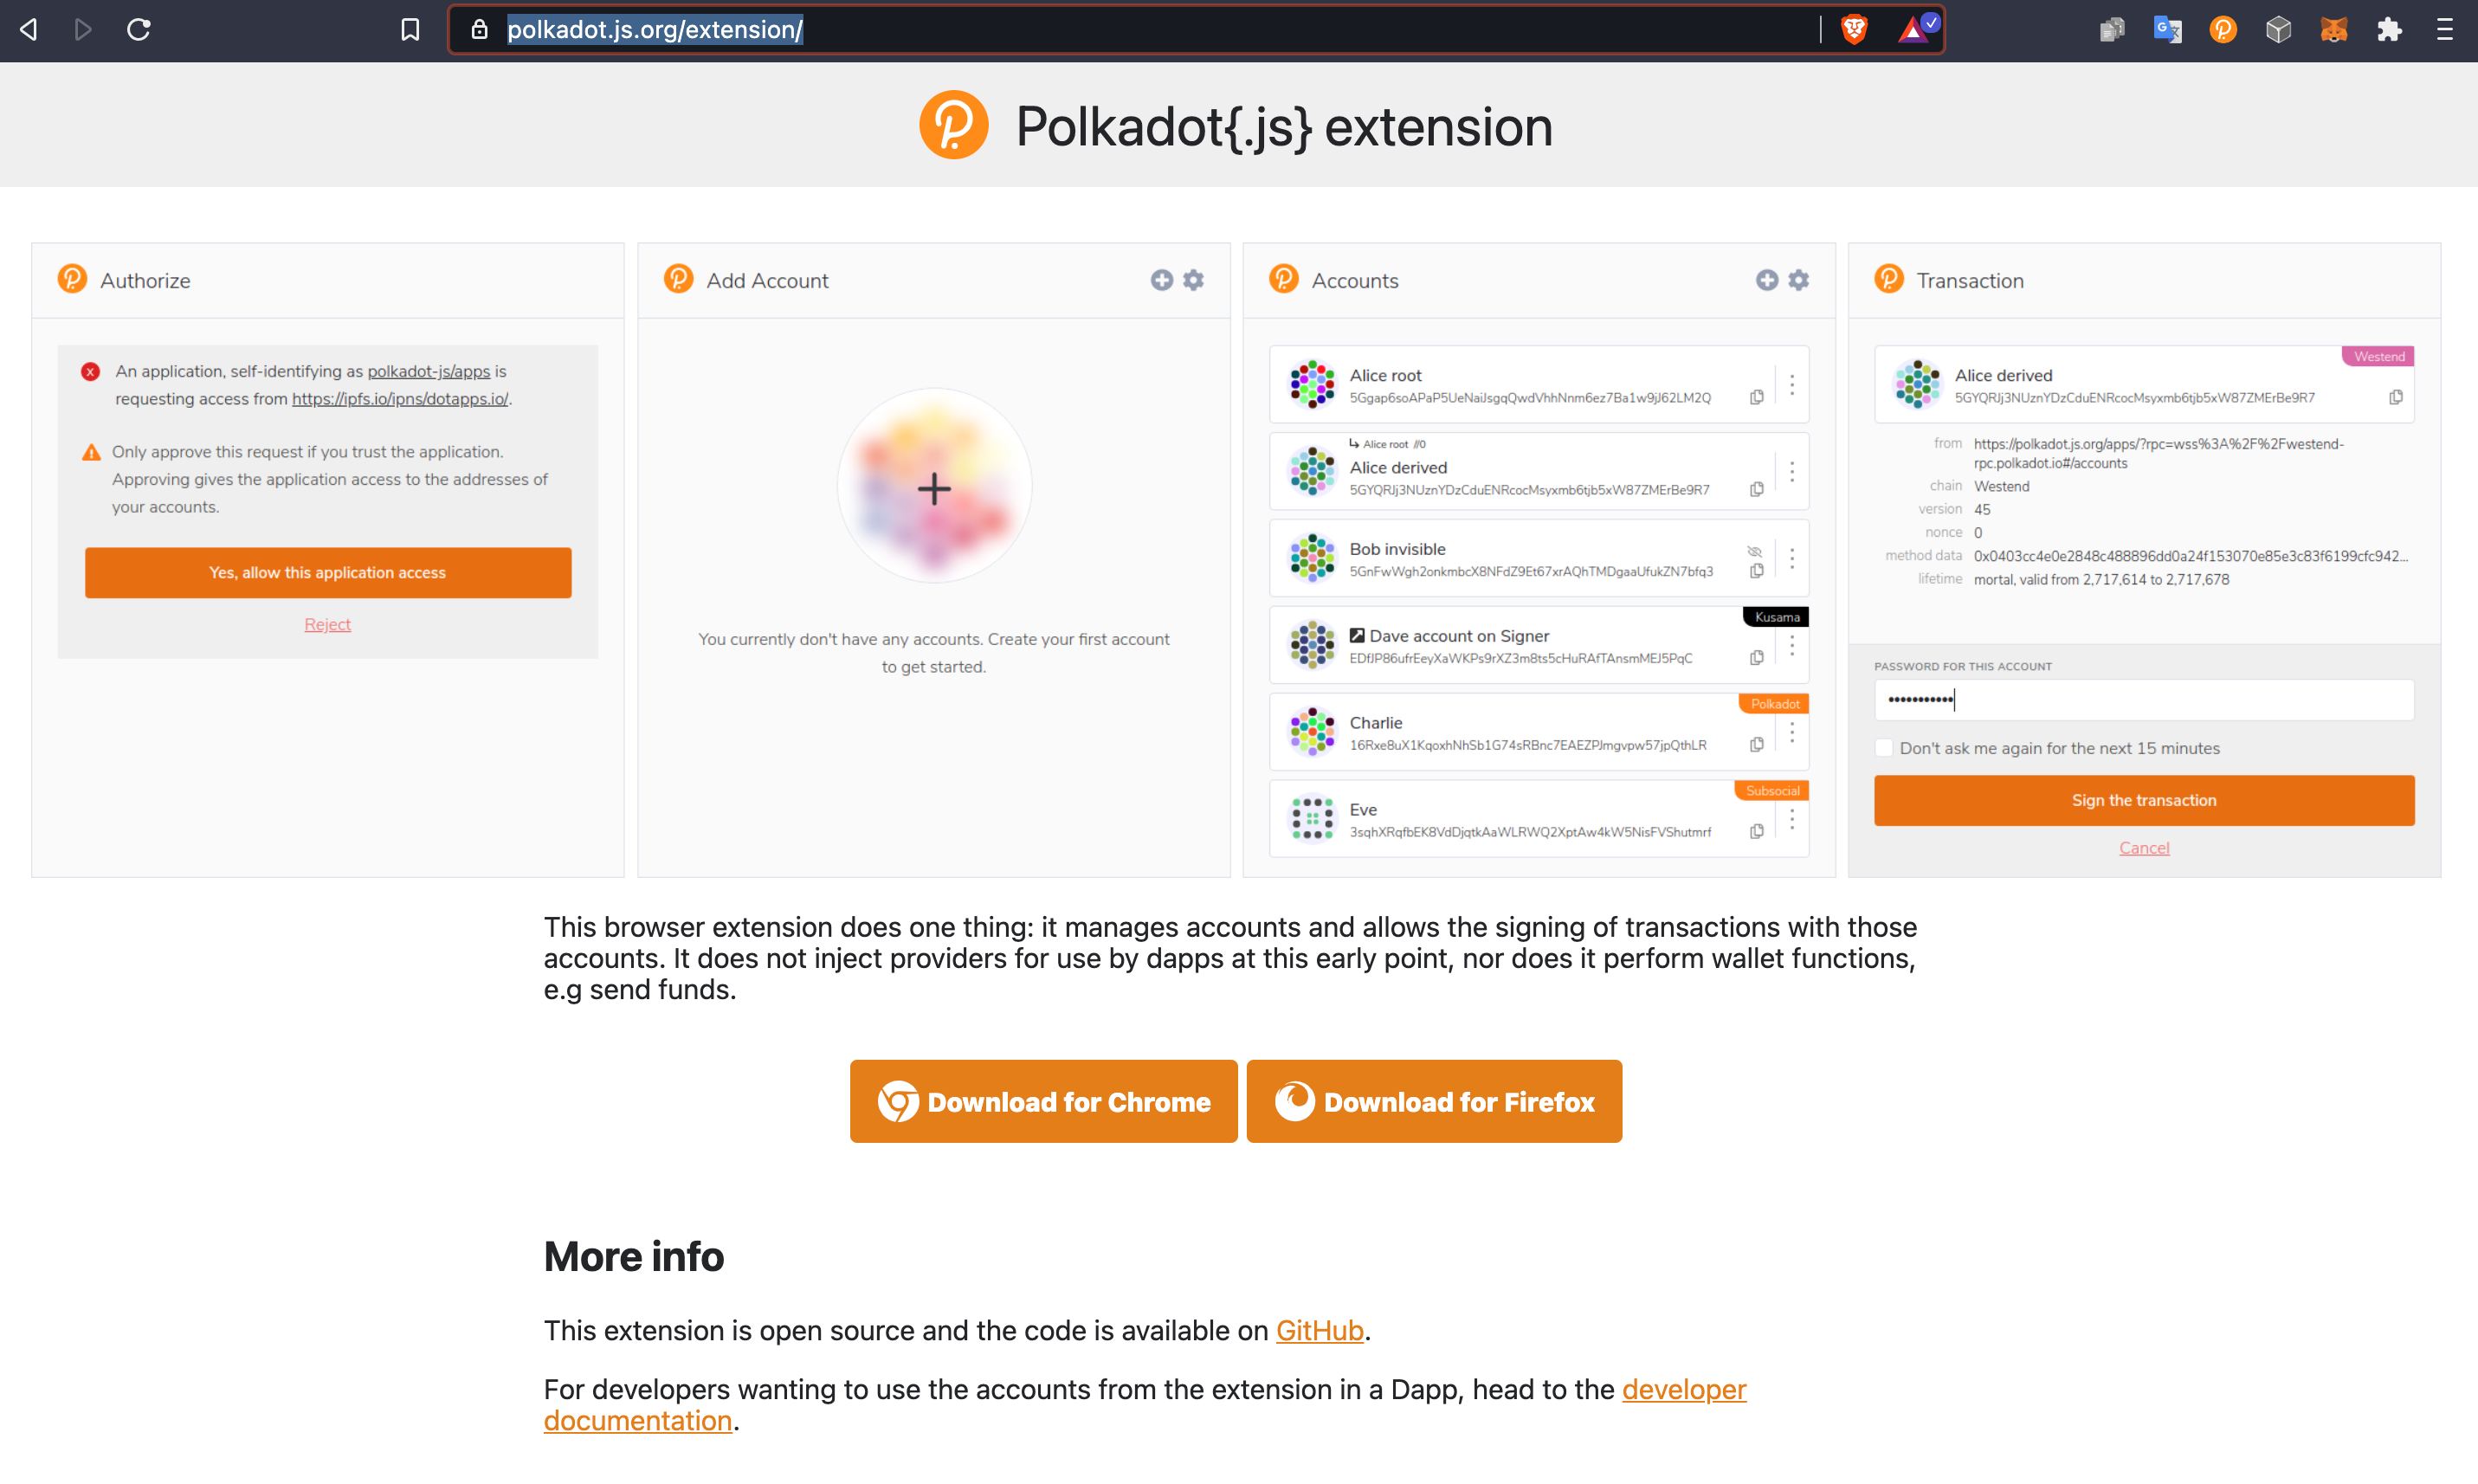 polkadot.js.org/extension/
Polkadot{.js} extension
Authorize
An application, self-identifying as polkadot-js/apps is
requesting access from https://ipfs.io/ipns/dotapps.io/.
Only approve this request if you trust the application.
Approving gives the application access to the addresses of
your accounts.
Yes, allow this application access
Reject
Add Account
You currently don't have any accounts. Create your first account
to get started.
Accounts
Alice root
5Ggap6soAPaP5UeNaiJsgqQwdVhhNnm6ez7Ba1w9jJ62LM2Q
Alice root //0
Alice derived
5GYQRJj3NUznYDzCduENRcocMsyxmb6tjb5xW87ZMErBe9R7
Bob invisible
5GnFwWgh2onkmbcX8NFdZ9Et67xrAQhTMDgaaUfukZN7bfq3
Kusama
Dave account on Signer
EDfJP86ufrEeyXaWKPs9rXZ3m8ts5cHuRAfTAnsmMEJ5PqC
Polkadot
Charlie
16Rxe8uX1KqoxhNhSb1G74sRBnc7EAEZPJmgvpw57jpQthLR
Subsocial
Eve
3sqhXRqfbEK8VdDjqtkAaWLRWQ2XptAw4kW5NisFVShutmrf
Transaction
Westend
Alice derived
5GYQRJj3NUznYDzCduENRcocMsyxmb6tjb5xW87ZMErBe9R7
from https://polkadot.js.org/apps/?rpc=wss%3A%2F%2Fwestend-
rpc.polkadot.io#/accounts
chain Westend
version 45
nonce 0
method data 0x0403cc4e0e2848c488896dd0a24f153070e85e3c83f6199cfc942...
lifetime mortal, valid from 2,717,614 to 2,717,678
PASSWORD FOR THIS ACCOUNT
Don't ask me again for the next 15 minutes
Sign the transaction
Cancel
This browser extension does one thing: it manages accounts and allows the signing of transactions with those
accounts. It does not inject providers for use by dapps at this early point, nor does it perform wallet functions,
e.g send funds.
Download for Chrome
Download for Firefox
More info
This extension is open source and the code is available on GitHub.
For developers wanting to use the accounts from the extension in a Dapp, head to the developer
documentation.